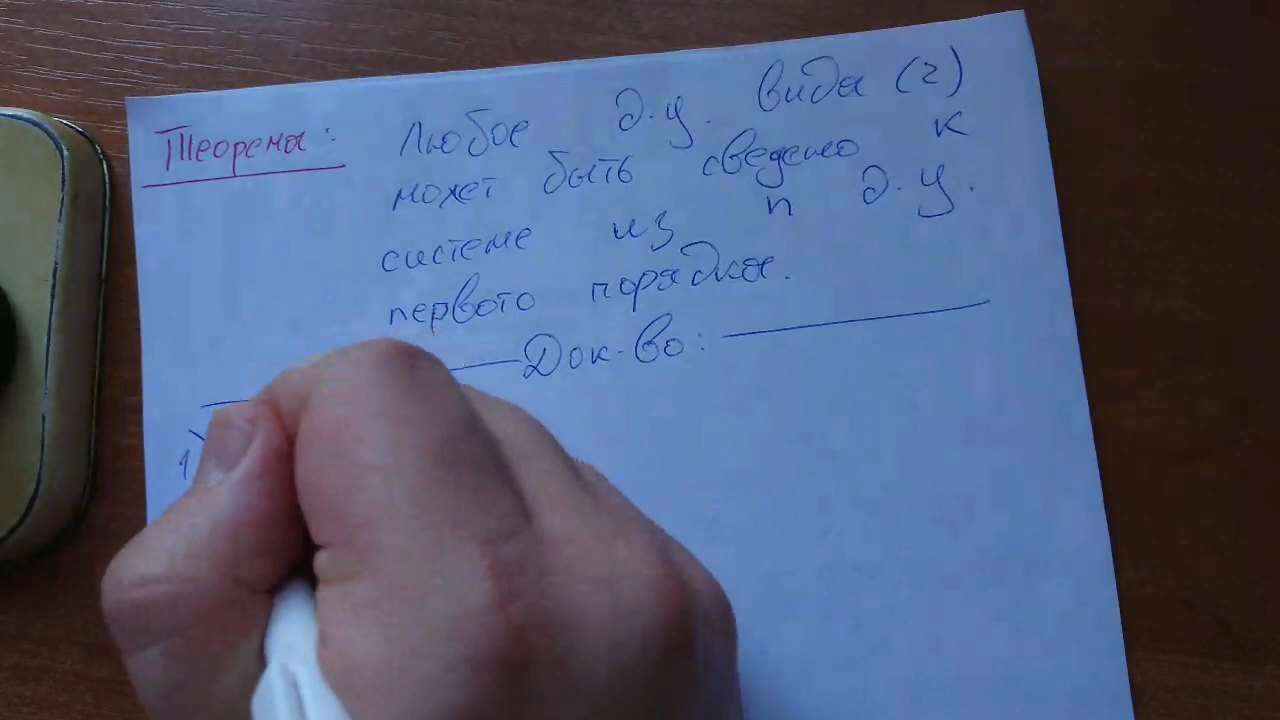 Теорема: Любое д.у. вида (2)
может быть сведено к
системе из n д.у.
первого порядка.
Док-во: